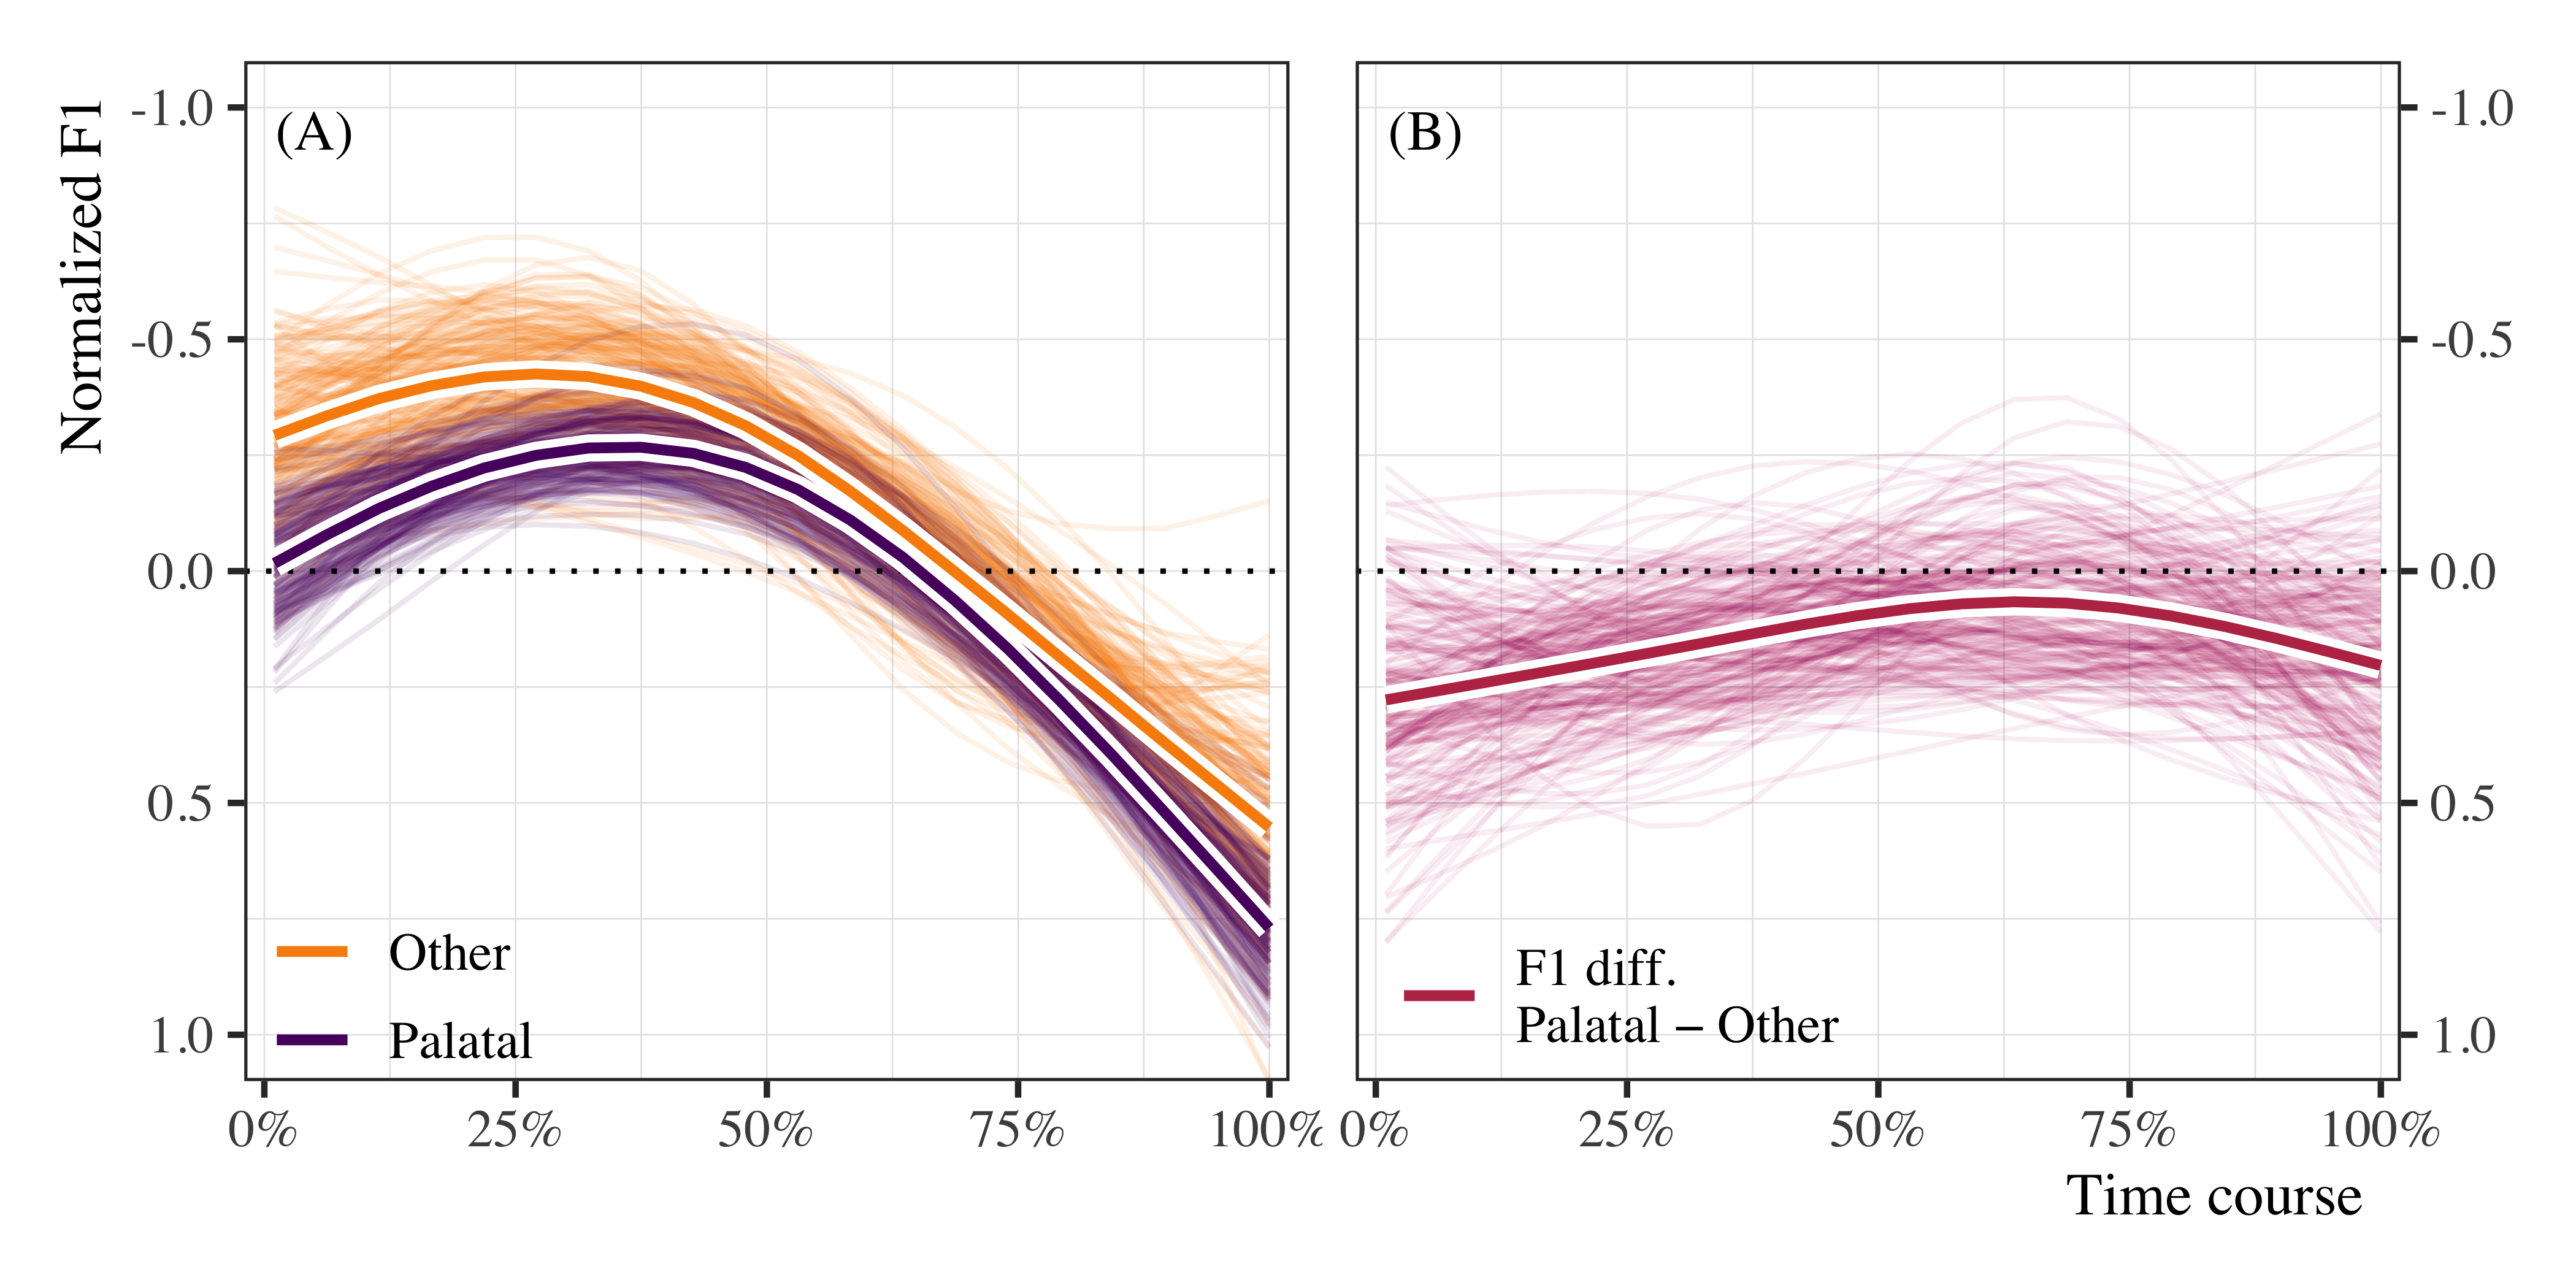 Normalized F1
-1.0
-0.5
0.0
0.5
1.0
(A)
Other
Palatal
0%
25%
50%
75%
100%
(B)
F1 diff.
Palatal – Other
-1.0
-0.5
0.0
0.5
1.0
0%
25%
50%
75%
100%
Time course